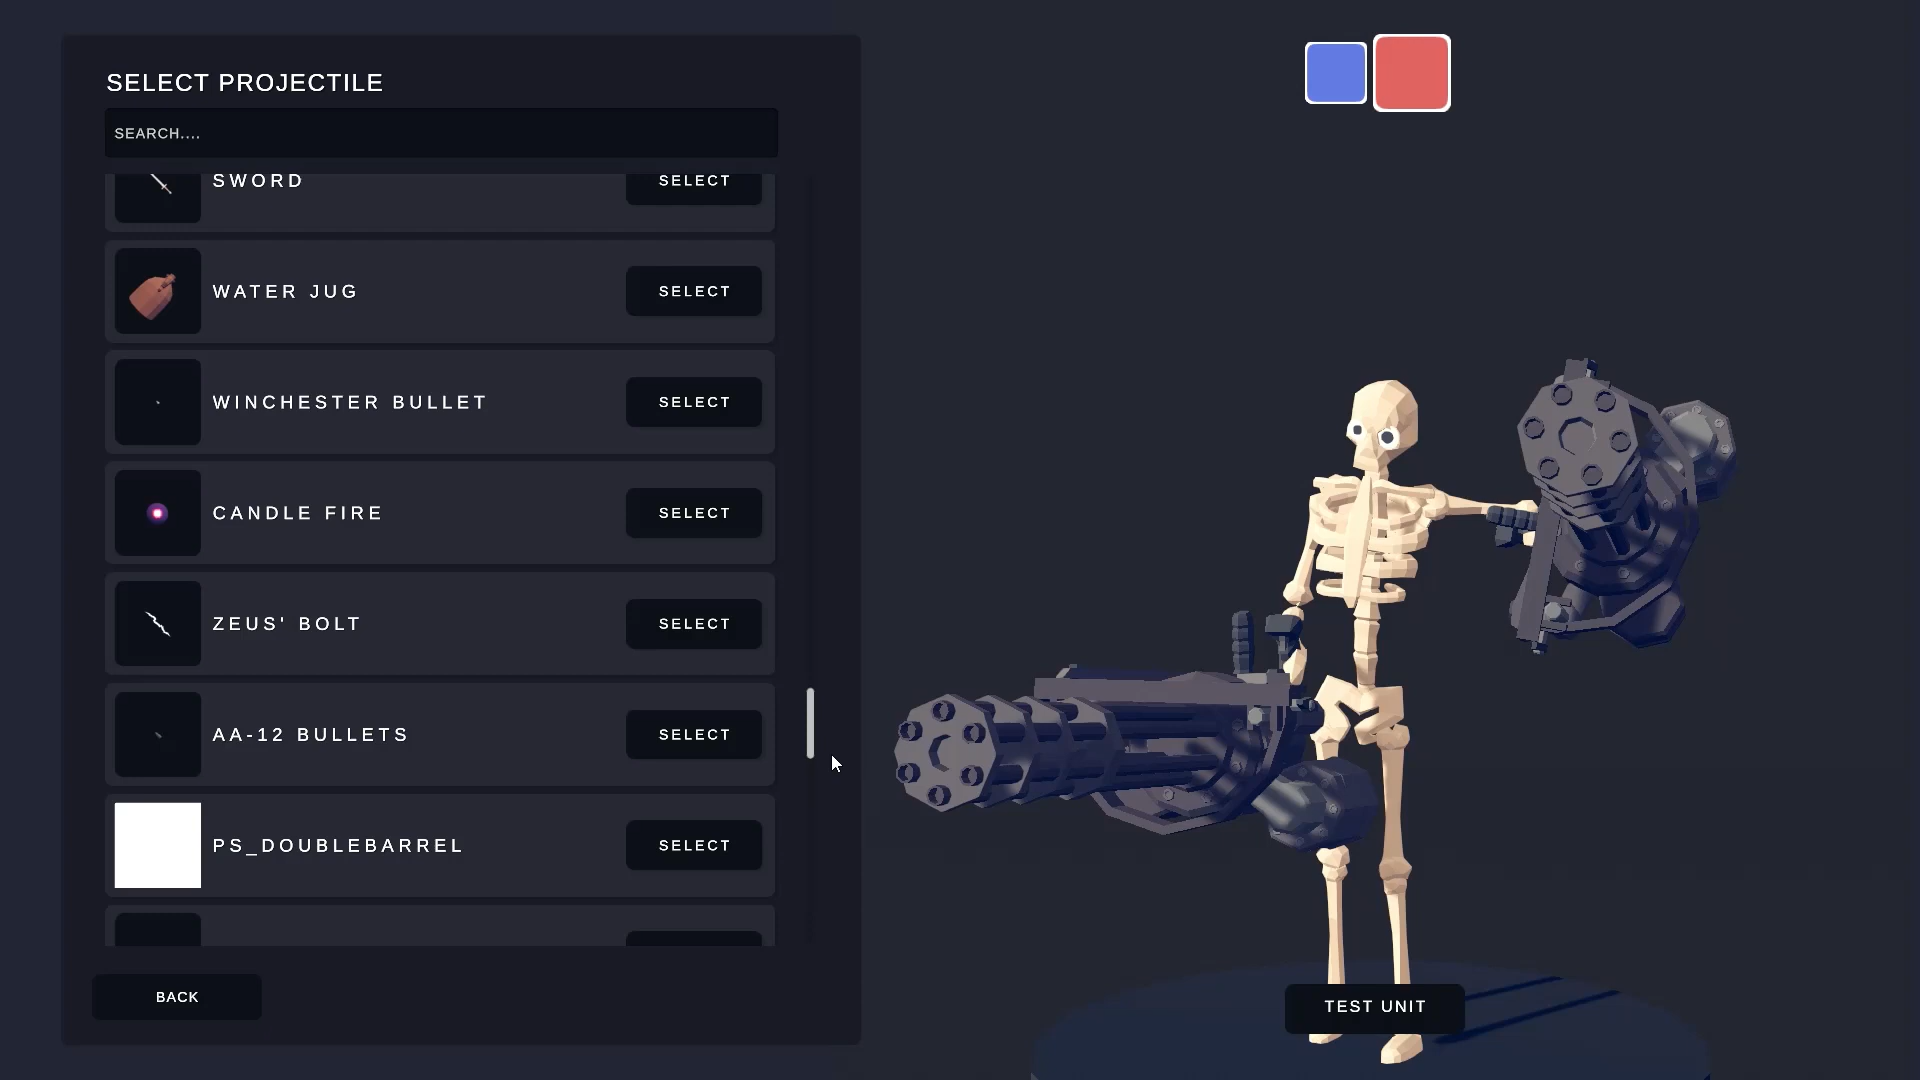 SELECT PROJECTILE
SEARCH....
SWORD
SELECT
WATER JUG
SELECT
WINCHESTER BULLET
SELECT
CANDLE FIRE
SELECT
ZEUS' BOLT
SELECT
AA-12 BULLETS
SELECT
PS_DOUBLEBARREL
SELECT
BACK
TEST UNIT